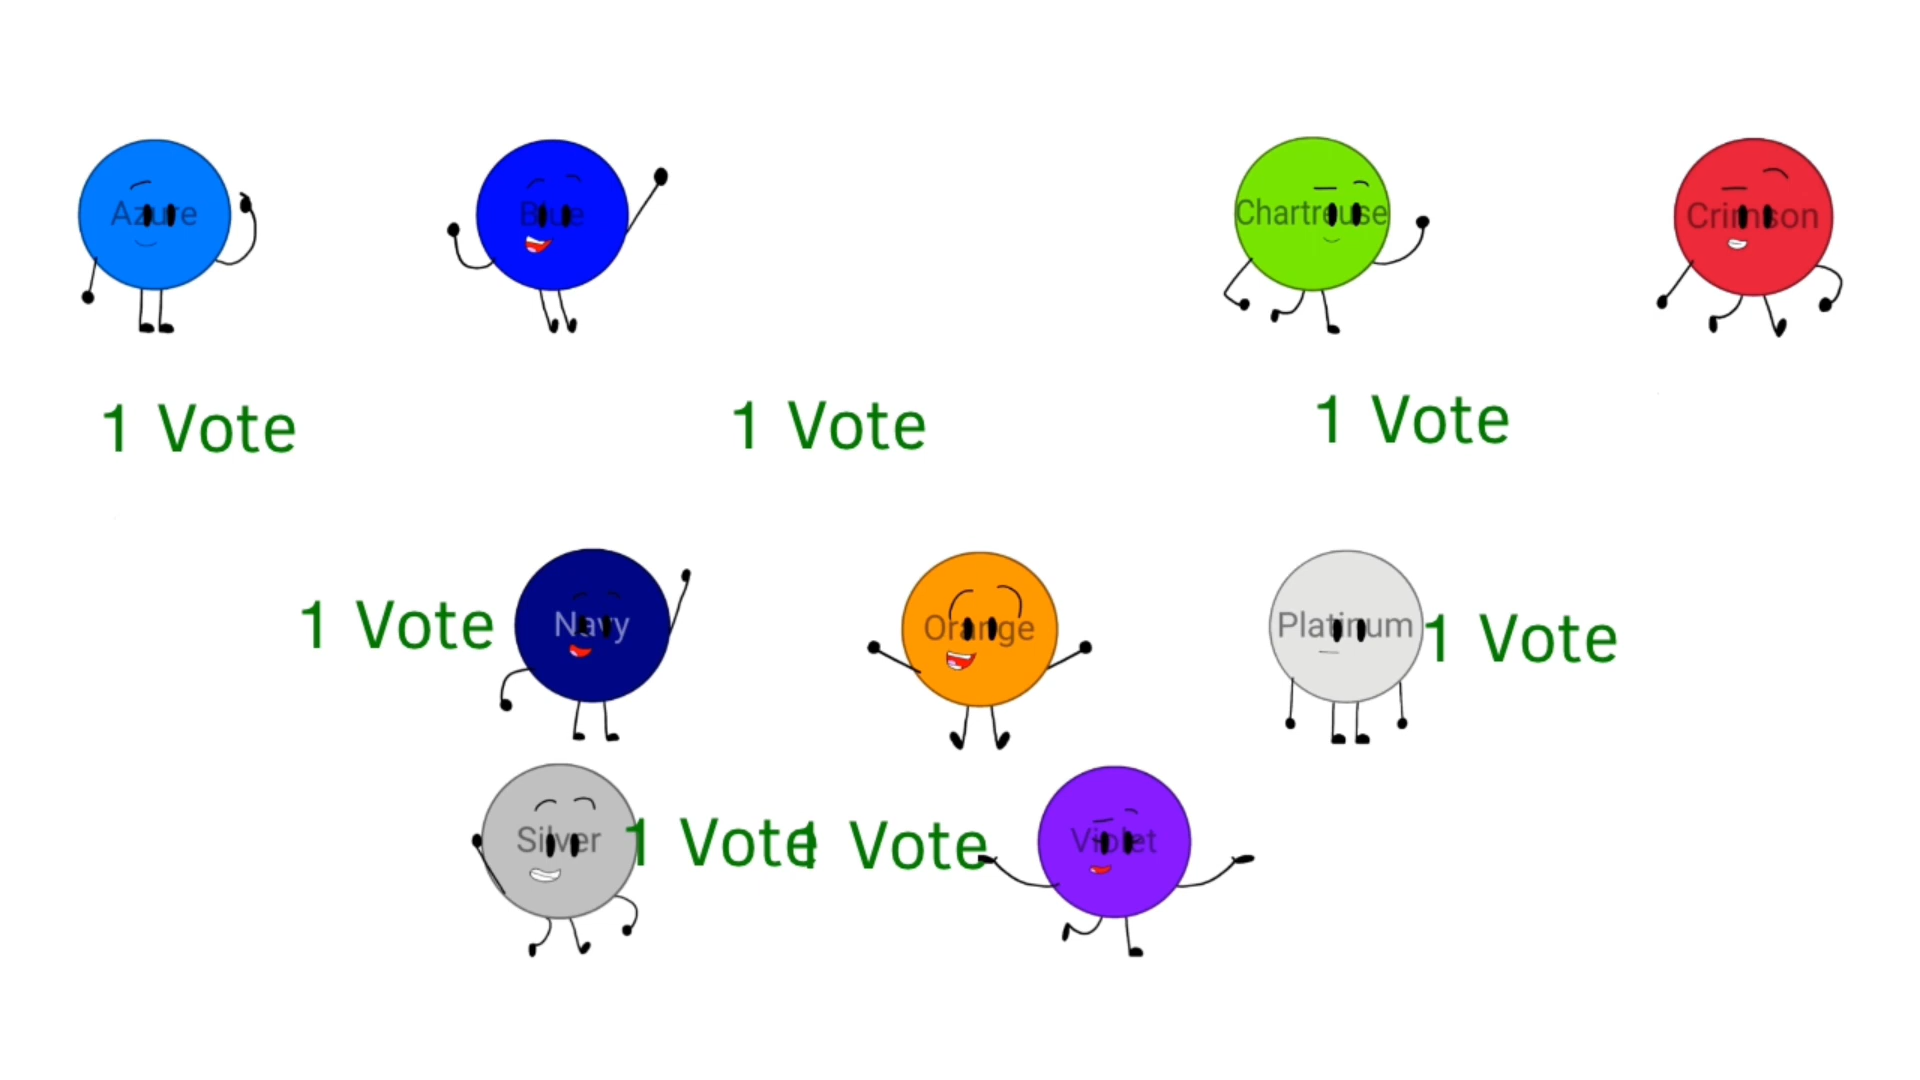 Azure
Blue
Chartreuse
Crimson
1 Vote
1 Vote
1 Vote
1 Vote
Navy
Orange
Platinum
1 Vote
Silver
1 Vote
1 Vote
Violet